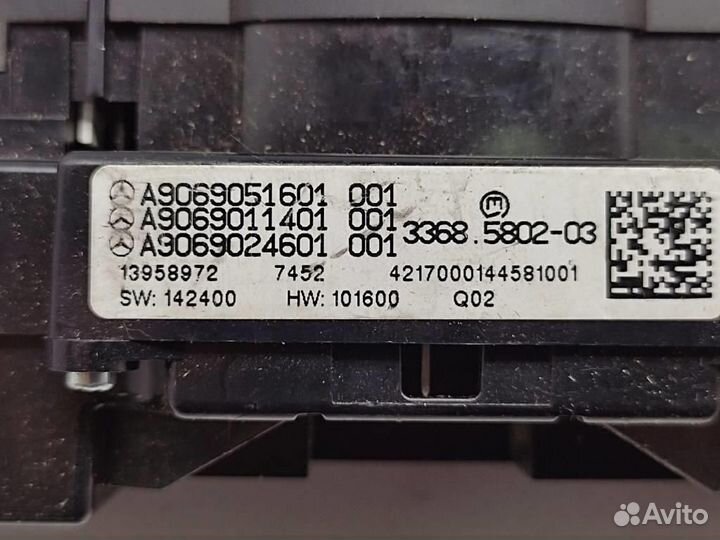 A9069051601 001
A9069011401 001
A9069024601 001
3368.5802-03
13958972 7452 4217000144581001
SW: 142400 HW: 101600 Q02
Avito